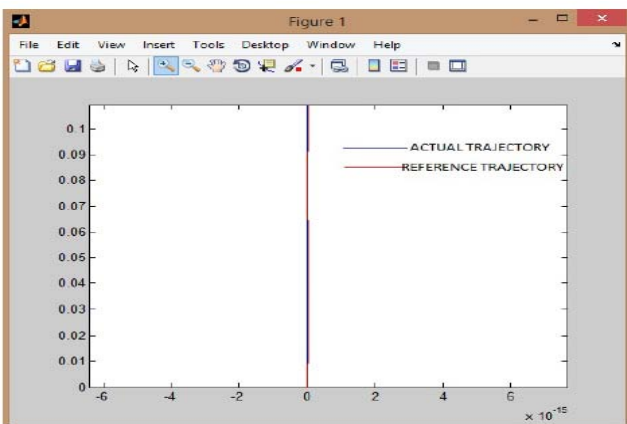 Figure 1
File Edit View Insert Tools Desktop Window Help
ACTUAL TRAJECTORY
REFERENCE TRAJECTORY
0.1
0.09
0.08
0.07
0.06
0.05
0.04
0.03
0.02
0.01
0
-6 -4 -2 0 2 4 6
× 10⁻¹⁵